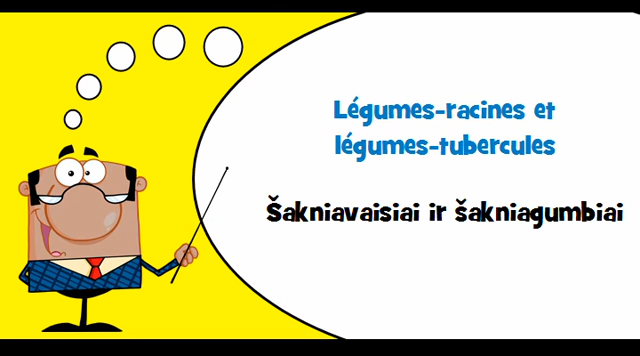 Légumes-racines et
légumes-tubercules
Šakniavaisiai ir šakniagumbiai